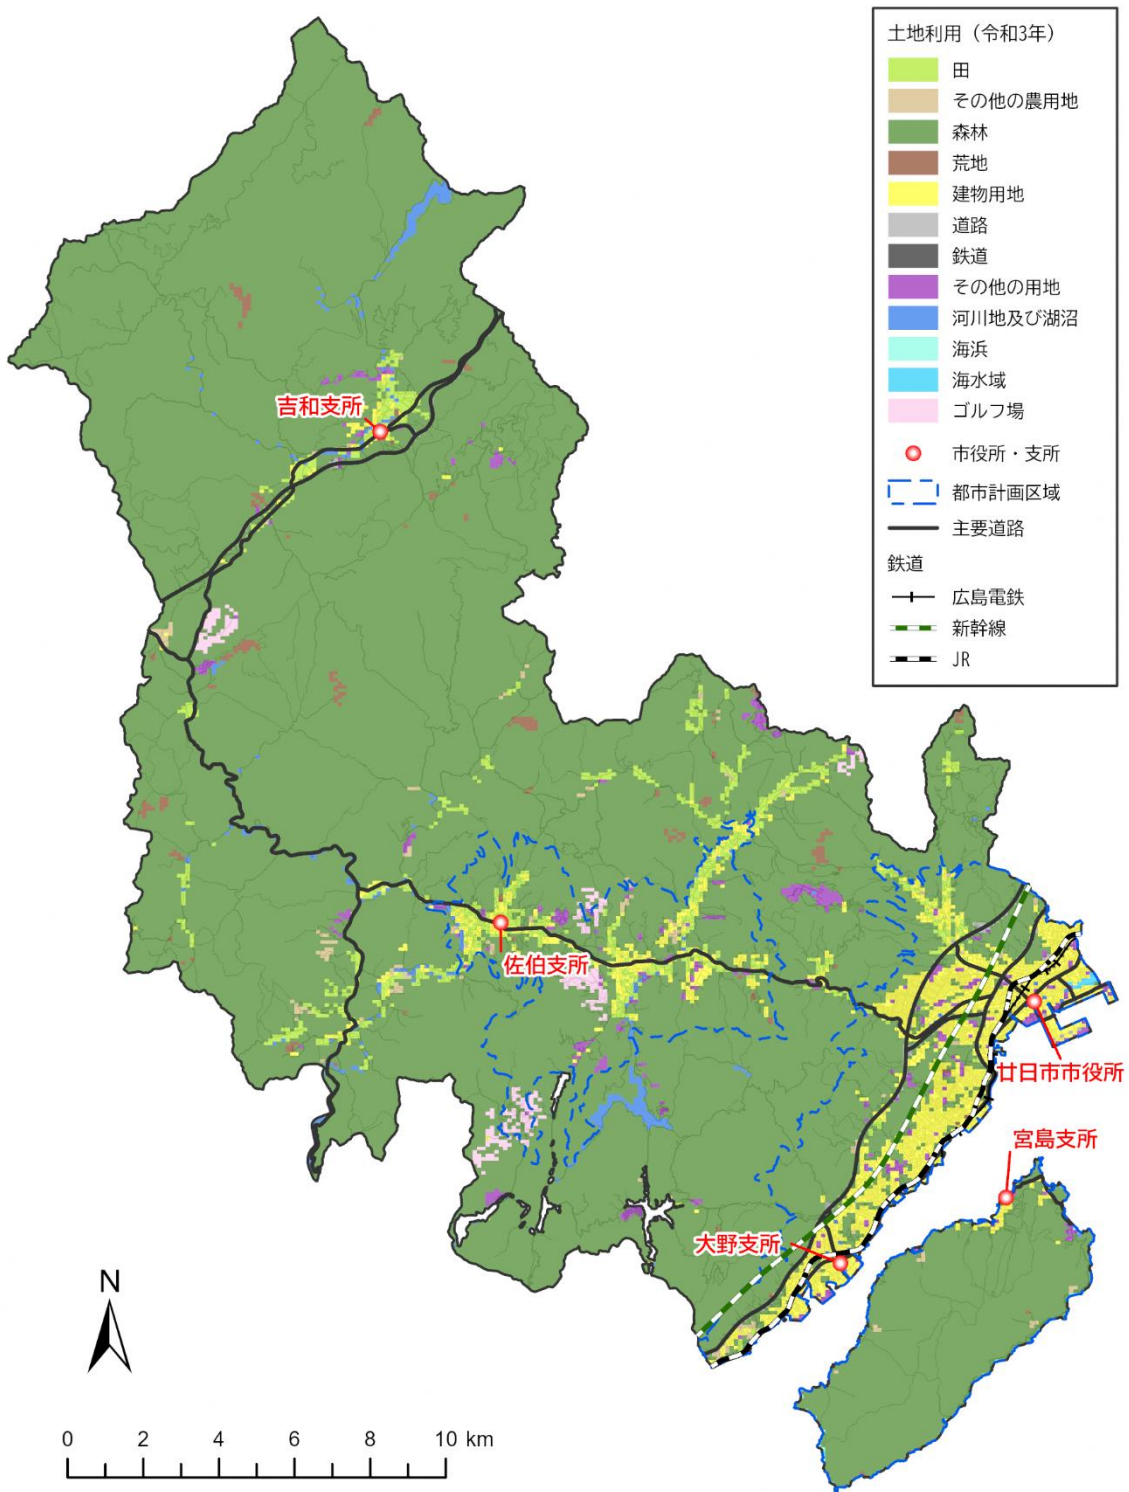 土地利用（令和3年）
田
その他の農用地
森林
荒地
建物用地
道路
鉄道
その他の用地
河川地及び湖沼
海浜
海水域
ゴルフ場
市役所・支所
都市計画区域
主要道路
鉄道
広島電鉄
新幹線
JR
吉和支所
佐伯支所
廿日市市役所
宮島支所
大野支所
N
0 2 4 6 8 10 km